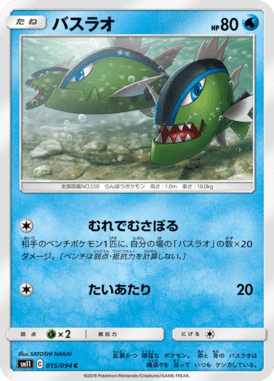 たね バスラオ HP80
全国図鑑NO.550 らんぼうポケモン 高さ:1.0m 重さ:18.0kg
むれでむさぼる
相手のベンチポケモン1匹に、自分の場の「バスラオ」の数×20
ダメージ。[ベンチは弱点・抵抗力を計算しない。]
たいあたり 20
弱点 ×2 抵抗力 にげる
illus. SATOSHI NAKAI
sm11 C 015/094 C
©2019 Pokémon/Nintendo/Creatures/GAME FREAK.